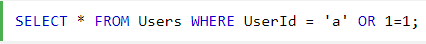 SELECT * FROM Users WHERE UserId = 'a' OR 1=1;